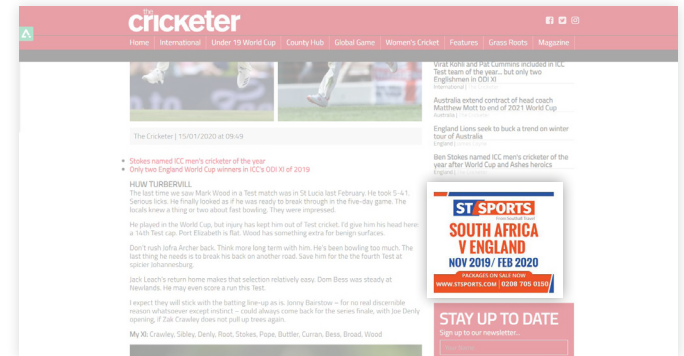 the
cricketer
Home International Under 19 World Cup County Hub Global Game Women's Cricket Features Grass Roots Magazine
The Cricketer | 15/01/2020 at 09:49
Stokes named ICC men's cricketer of the year
Only two England World Cup winners in ICC's ODI XI of 2019
HUW TURBERVILL
The last time we saw Mark Wood in a Test match was in St Lucia last February. He took 5-41.
Serious licks. He finally looked as if he was ready to break through in the five-day game. The
locals knew a thing or two about fast bowling. They were impressed.
He played in the World Cup, but injury has kept him out of Test cricket. I'd give him his head here -
a 14th Test cap. Port Elizabeth is flat. Wood has something extra for benign surfaces.
Don't rush Jofra Archer back. Think more long term with him. He's been bowling too much. The
last thing he needs is to break his back on another road. Save him for the the fourth Test at
spicier Johannesburg.
Jack Leach's return home makes that selection relatively easy. Dom Bess was steady at
Newlands. He may even score a run this Test.
I expect they will stick with the batting line-up as is. Jonny Bairstow – for no real discernible
reason whatsoever except instinct – could always come back for the series finale, with Joe Denly
opening, if Zak Crawley does not pull up trees again.
My XI: Crawley, Sibley, Denly, Root, Stokes, Pope, Buttler, Curran, Bess, Broad, Wood
Virat Kohli and Pat Cummins included in ICC
Test team of the year... but only two
Englishmen in ODI XI
International | The Cricketer
Australia extend contract of head coach
Matthew Mott to end of 2021 World Cup
Australia |
England Lions seek to buck a trend on winter
tour of Australia
England |
Ben Stokes named ICC men's cricketer of the
year after World Cup and Ashes heroics
England |
ST SPORTS
SOUTH AFRICA
V ENGLAND
NOV 2019/ FEB 2020
PACKAGES ON SALE NOW
WWW.STSPORTS.COM | 0208 705 0150
STAY UP TO DATE
Sign up to our newsletter...